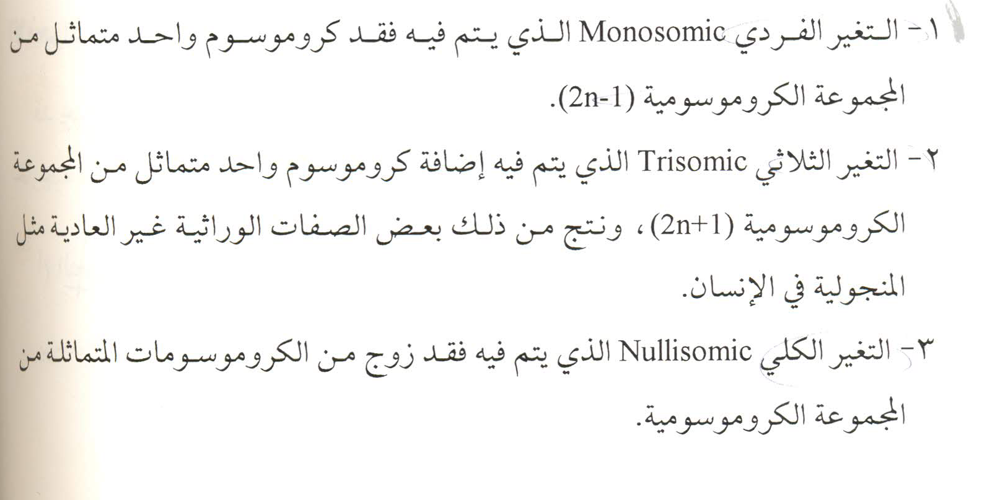 ١- التغير الفردي Monosomic الذي يتم فيه فقد كروموسوم واحد متماثل من
المجموعة الكروموسومية (2n-1).
٢- التغير الثلاثي Trisomic الذي يتم فيه إضافة كروموسوم واحد متماثل من المجموعة
الكروموسومية (2n+1)، ونتج من ذلك بعض الصفات الوراثية غير العادية مثل
المنجولية في الإنسان.
٣- التغير الكلي Nullisomic الذي يتم فيه فقد زوج من الكروموسومات المتماثلة من
المجموعة الكروموسومية.